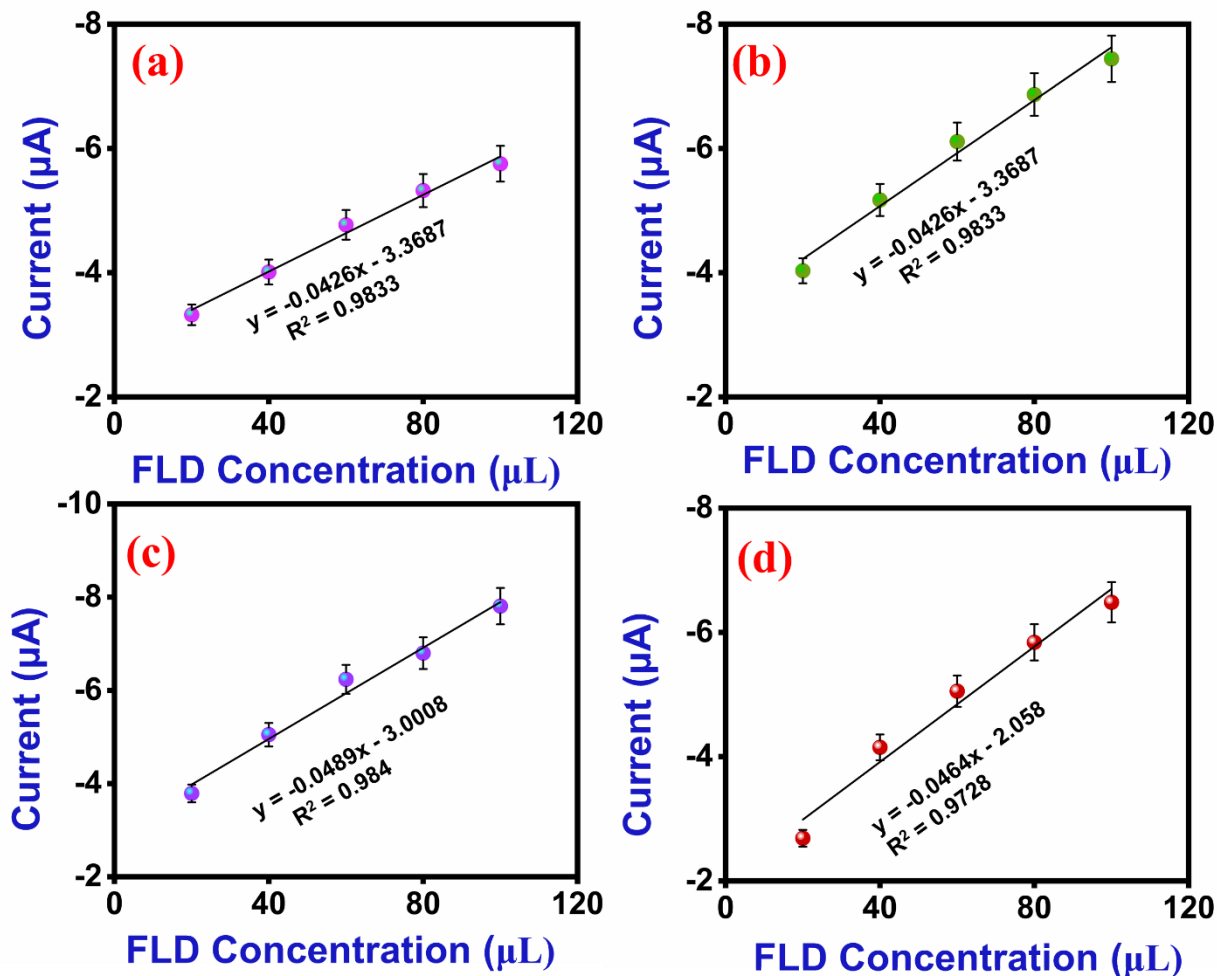 (a)
Current (µA)
-8
-6
-4
-2
y = -0.0426x - 3.3687
R² = 0.9833
0
40
80
120
FLD Concentration (µL)
(b)
Current (µA)
-8
-6
-4
-2
y = -0.0426x - 3.3687
R² = 0.9833
0
40
80
120
FLD Concentration (µL)
(c)
Current (µA)
-10
-8
-6
-4
-2
y = -0.0489x - 3.0008
R² = 0.984
0
40
80
120
FLD Concentration (µL)
(d)
Current (µA)
-8
-6
-4
-2
y = -0.0464x - 2.058
R² = 0.9728
0
40
80
120
FLD Concentration (µL)